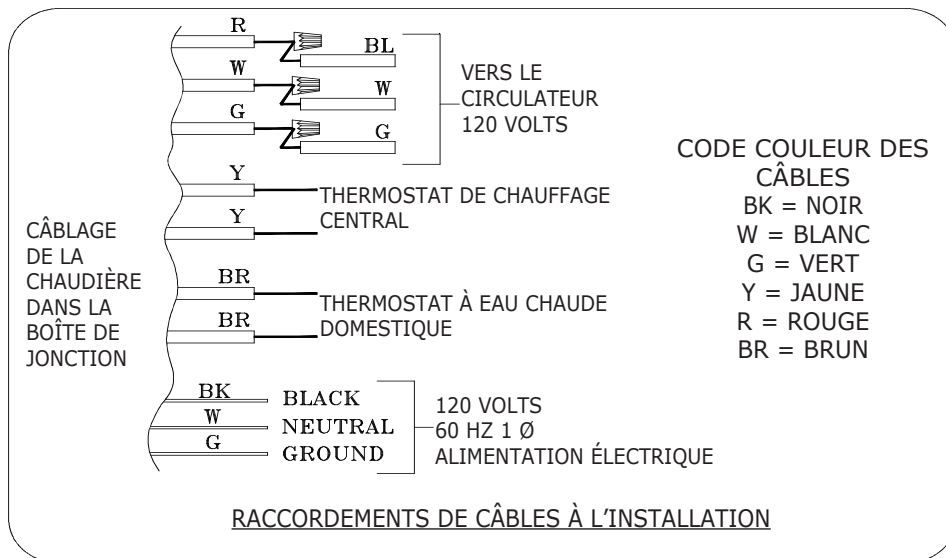 R
BL
W
W
G
G
VERS LE
CIRCULATEUR
120 VOLTS
Y
Y
THERMOSTAT DE CHAUFFAGE
CENTRAL
CÂBLAGE
DE LA
CHAUDIÈRE
DANS LA
BOÎTE DE
JONCTION
BR
BR
THERMOSTAT À EAU CHAUDE
DOMESTIQUE
BK BLACK
W NEUTRAL
G GROUND
120 VOLTS
60 HZ 1 Ø
ALIMENTATION ÉLECTRIQUE
CODE COULEUR DES
CÂBLES
BK = NOIR
W = BLANC
G = VERT
Y = JAUNE
R = ROUGE
BR = BRUN
RACCORDEMENTS DE CÂBLES À L'INSTALLATION